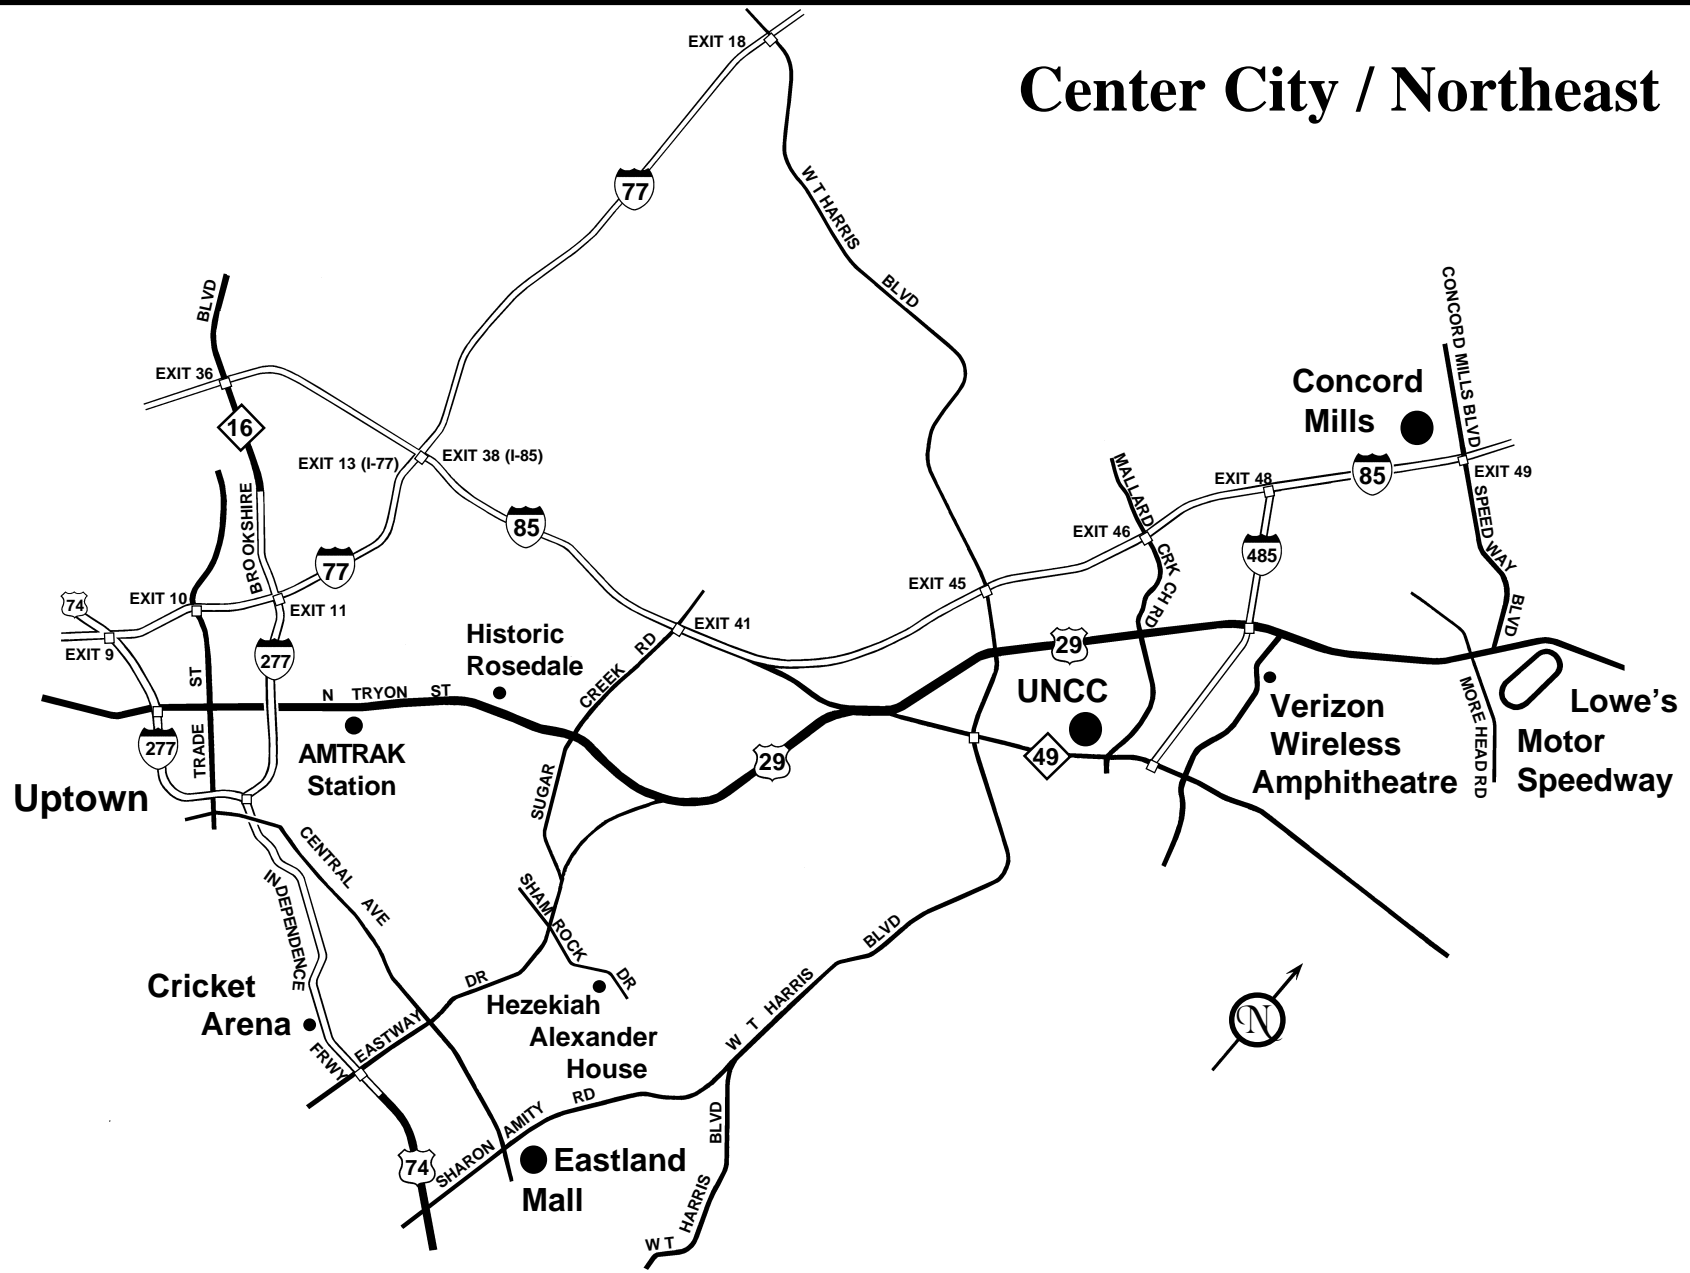 Center City / Northeast
EXIT 18
77
W T HARRIS
BLVD
BLVD
EXIT 36
16
EXIT 13 (I-77)
EXIT 38 (I-85)
85
77
BROOKSHIRE
EXIT 10
EXIT 11
74
EXIT 9
277
277
TRADE ST
N TRYON ST
Historic
Rosedale
AMTRAK
Station
Uptown
SUGAR CREEK RD
EXIT 41
29
EXIT 45
EXIT 46
MALLARD CRK CH RD
29
UNCC
49
EXIT 48
485
85
Concord
Mills
CONCORD MILLS BLVD
EXIT 49
SPEED WAY BLVD
MORE HEAD RD
Verizon
Wireless
Amphitheatre
Lowe's
Motor
Speedway
CENTRAL AVE
INDEPENDENCE FRWY
Cricket
Arena
EASTWAY DR
SHAM ROCK DR
Hezekiah
Alexander
House
74
SHARON AMITY RD
Eastland
Mall
W T HARRIS BLVD
W T HARRIS BLVD
N